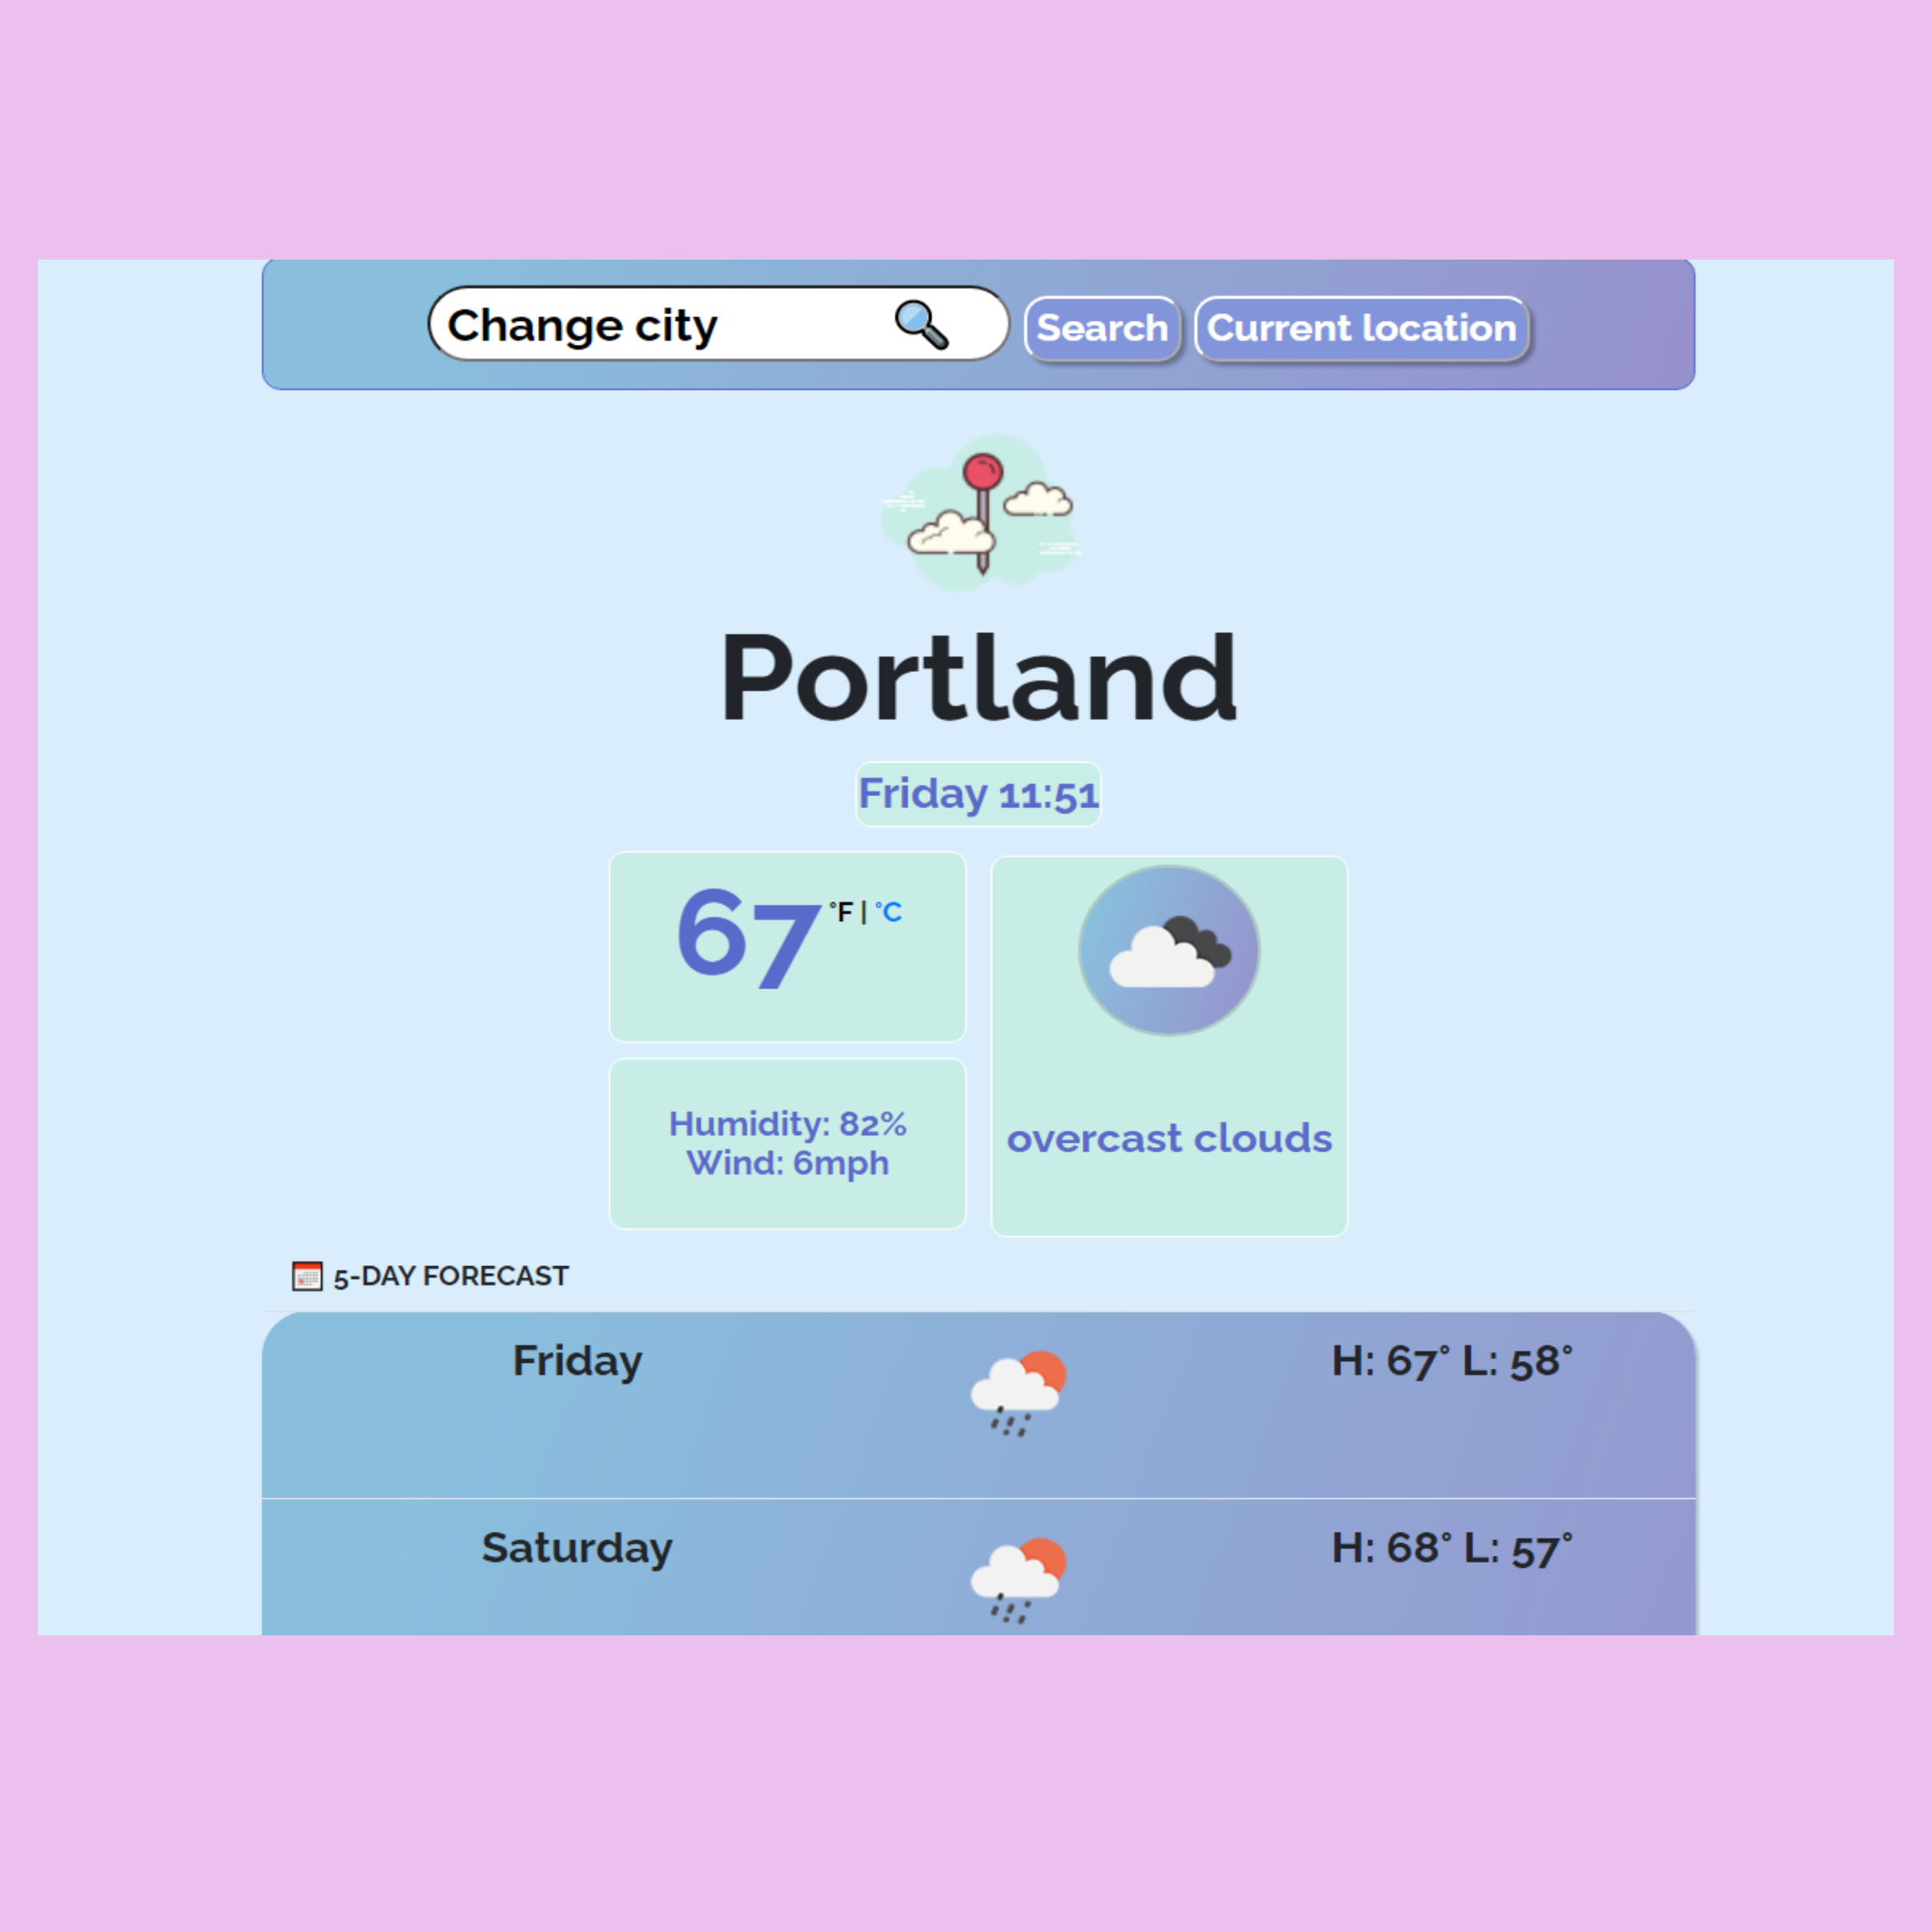 Change city
Search
Current location
Portland
Friday 11:51
67 °F | °C
Humidity: 82%
Wind: 6mph
overcast clouds
5-DAY FORECAST
Friday H: 67° L: 58°
Saturday H: 68° L: 57°